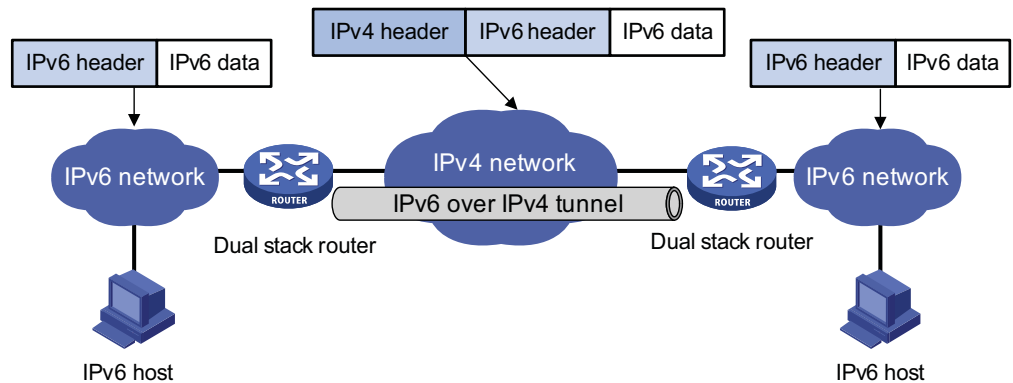 IPv6 header IPv6 data
IPv4 header IPv6 header IPv6 data
IPv6 header IPv6 data
IPv6 network
ROUTER
IPv4 network
ROUTER
IPv6 network
IPv6 over IPv4 tunnel
Dual stack router
Dual stack router
IPv6 host
IPv6 host